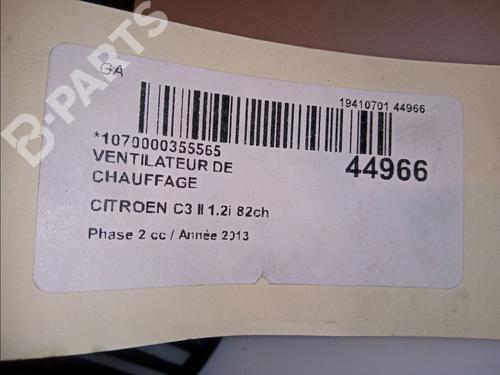 GA
19410701 44966
*1070000355565
44966
VENTILATEUR DE
CHAUFFAGE
CITROEN C3 II 1.2i 82ch
Phase 2 cc / Année 2013
B-PARTS